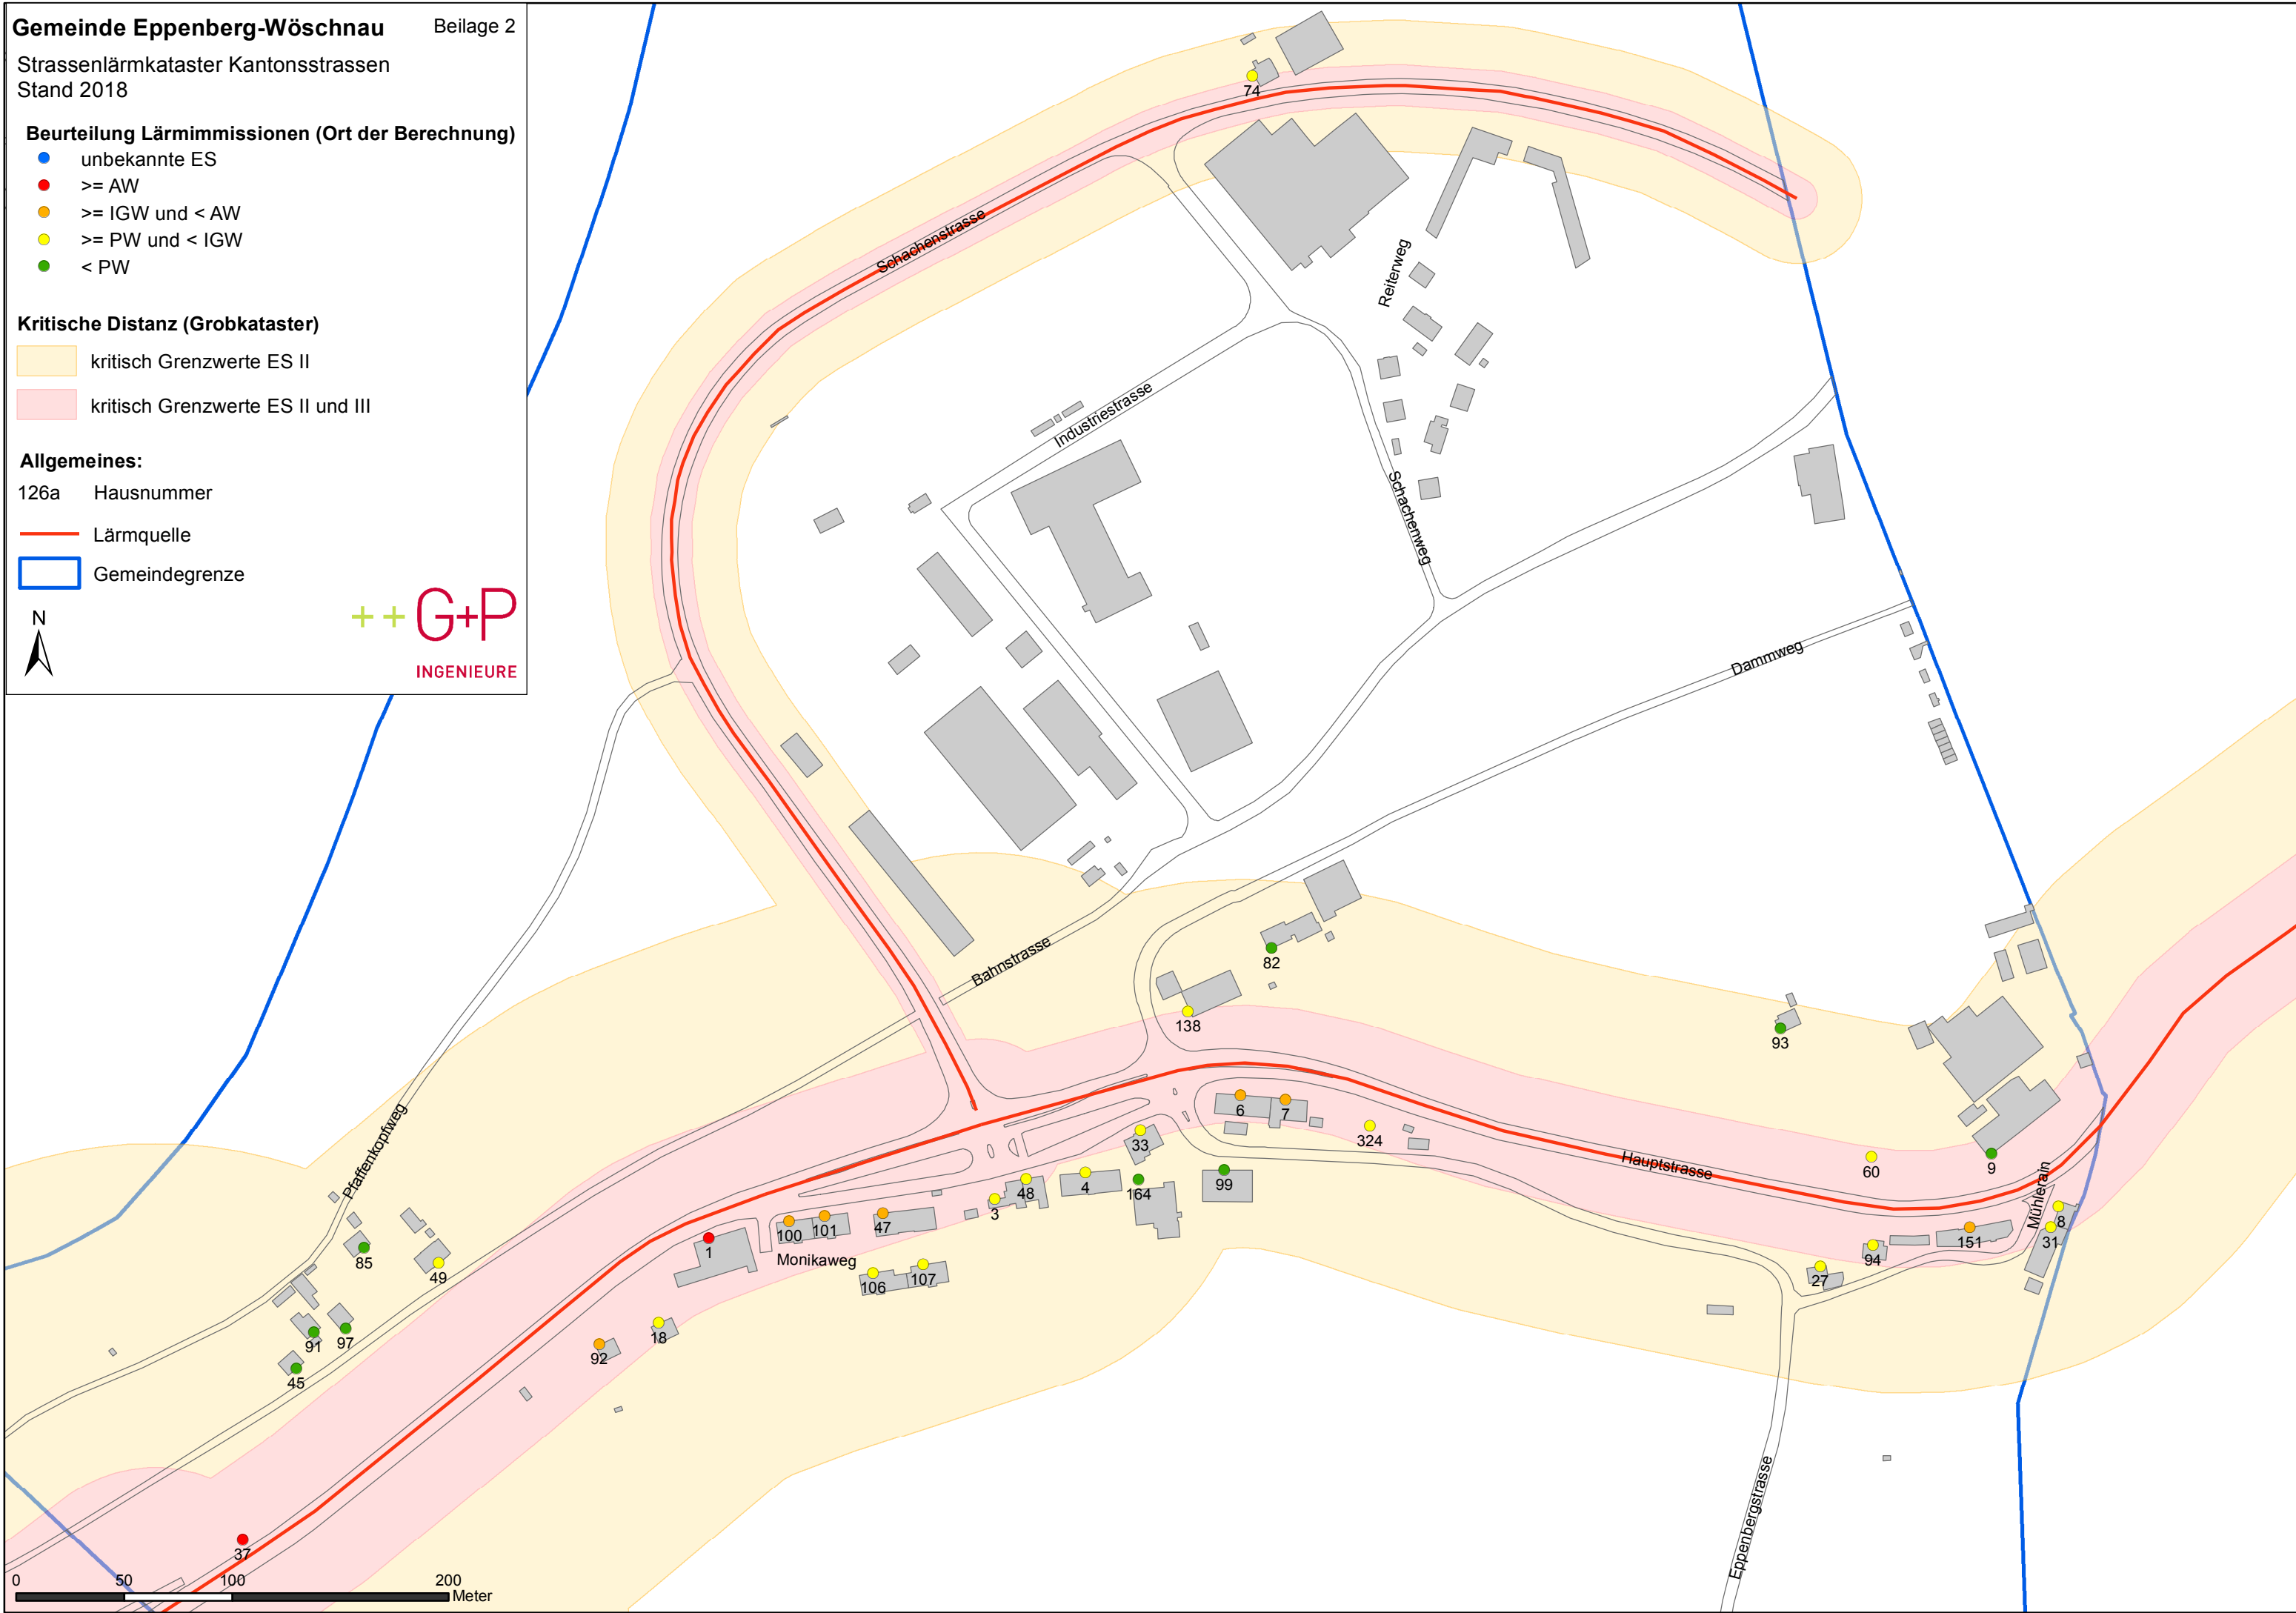 Gemeinde Eppenberg-Wöschnau
Beilage 2
Strassenlärmkataster Kantonsstrassen
Stand 2018
Beurteilung Lärmimmissionen (Ort der Berechnung)
unbekannte ES
>= AW
>= IGW und < AW
>= PW und < IGW
< PW
Kritische Distanz (Grobkataster)
kritisch Grenzwerte ES II
kritisch Grenzwerte ES II und III
Allgemeines:
126a Hausnummer
Lärmquelle
Gemeindegrenze
N
++ G+P
INGENIEURE
74
Schachenstrasse
Reiterweg
Industriestrasse
Schachenweg
Dammweg
Bahnstrasse
82
138
93
Pfaffenkopfweg
6
7
324
33
Hauptstrasse
60
9
4
164
99
48
3
Mühlerain
8
31
151
94
27
47
101
100
1
Monikaweg
85
49
106
107
18
92
91
97
45
Eppenbergstrasse
37
0 50 100 200
Meter